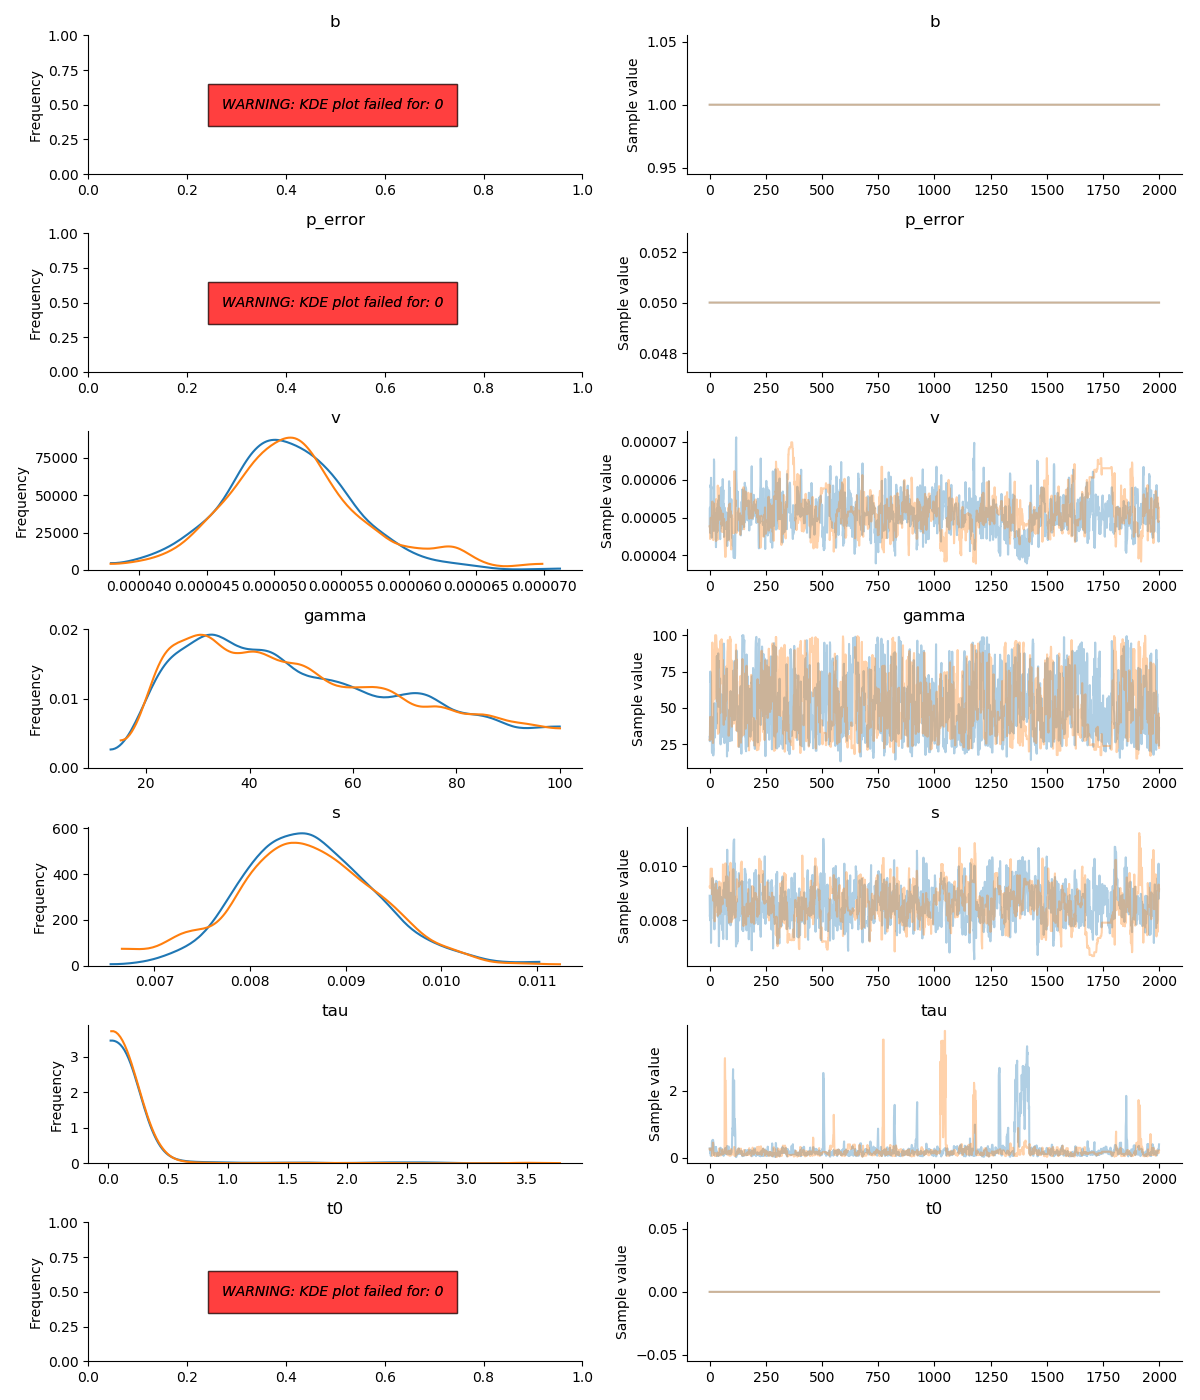 b
1.00
0.75
0.50
0.25
0.00
Frequency
WARNING: KDE plot failed for: 0
0.0 0.2 0.4 0.6 0.8 1.0
b
1.05
1.00
0.95
Sample value
0 250 500 750 1000 1250 1500 1750 2000
p_error
1.00
0.75
0.50
0.25
0.00
Frequency
WARNING: KDE plot failed for: 0
0.0 0.2 0.4 0.6 0.8 1.0
p_error
0.052
0.050
0.048
Sample value
0 250 500 750 1000 1250 1500 1750 2000
v
75000
50000
25000
0
Frequency
0.000040 0.000045 0.000050 0.000055 0.000060 0.000065 0.000070
v
0.00007
0.00006
0.00005
0.00004
Sample value
0 250 500 750 1000 1250 1500 1750 2000
gamma
0.02
0.01
0.00
Frequency
20 40 60 80 100
gamma
100
75
50
25
Sample value
0 250 500 750 1000 1250 1500 1750 2000
s
600
400
200
0
Frequency
0.007 0.008 0.009 0.010 0.011
s
0.010
0.008
Sample value
0 250 500 750 1000 1250 1500 1750 2000
tau
3
2
1
0
Frequency
0.0 0.5 1.0 1.5 2.0 2.5 3.0 3.5
tau
2
0
Sample value
0 250 500 750 1000 1250 1500 1750 2000
t0
1.00
0.75
0.50
0.25
0.00
Frequency
WARNING: KDE plot failed for: 0
0.0 0.2 0.4 0.6 0.8 1.0
t0
0.05
0.00
−0.05
Sample value
0 250 500 750 1000 1250 1500 1750 2000